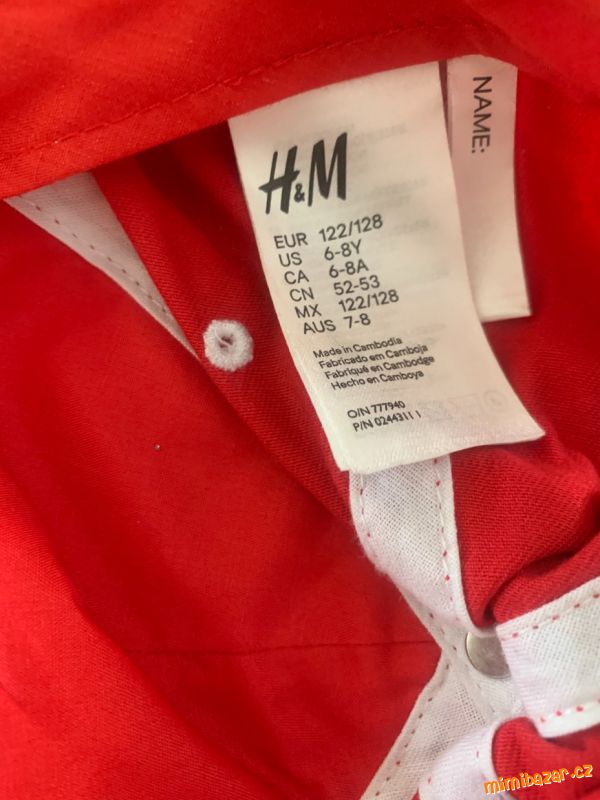 NAME:
H&M
EUR 122/128
US 6-8Y
CA 6-8A
CN 52-53
MX 122/128
AUS 7-8
Made in Cambodia
Fabricado em Camboja
Fabriqué en Cambodge
Hecho en Camboya
O/N 777940
P/N 0244311 1
mimibazar.cz